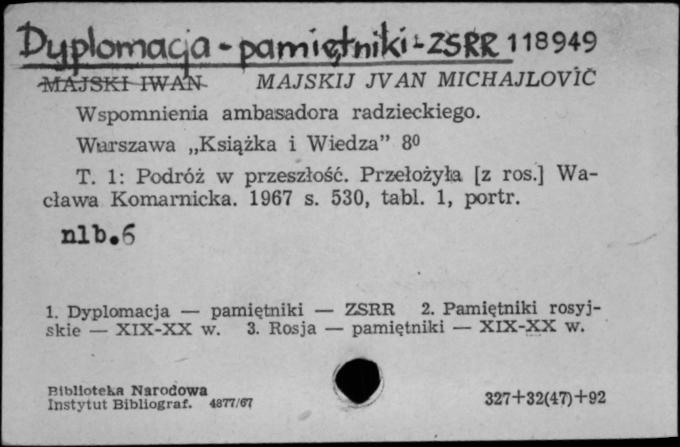 Dyplomacja - pamiętniki - ZSRR 118949
MAJSKI IWAN MAJSKIJ JVAN MICHAJLOVIČ
Wspomnienia ambasadora radzieckiego.
Warszawa „Książka i Wiedza” 8⁰
T. 1: Podróż w przeszłość. Przełożyła [z ros.] Wa-
cława Komarnicka. 1967 s. 530, tabl. 1, portr.
nlb.6
1. Dyplomacja — pamiętniki — ZSRR 2. Pamiętniki rosyj-
skie — XIX-XX w. 3. Rosja — pamiętniki — XIX-XX w.
Biblioteka Narodowa
Instytut Bibliograf. 4877/67
327+32(47)+92